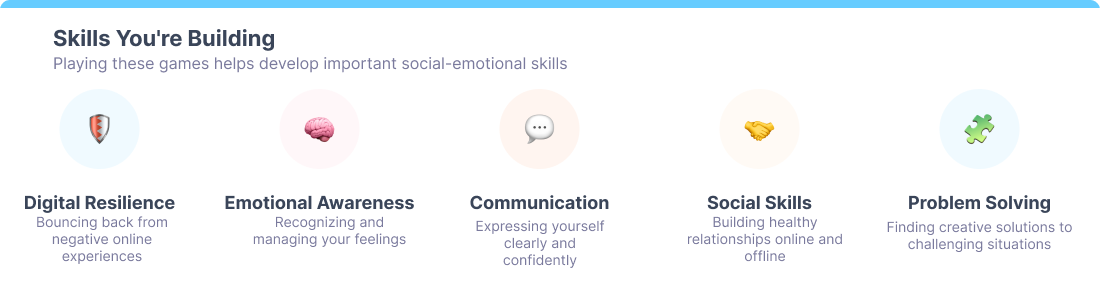 Skills You're Building
Playing these games helps develop important social-emotional skills
Digital Resilience
Bouncing back from
negative online
experiences
Emotional Awareness
Recognizing and
managing your feelings
Communication
Expressing yourself
clearly and
confidently
Social Skills
Building healthy
relationships online and
offline
Problem Solving
Finding creative solutions to
challenging situations